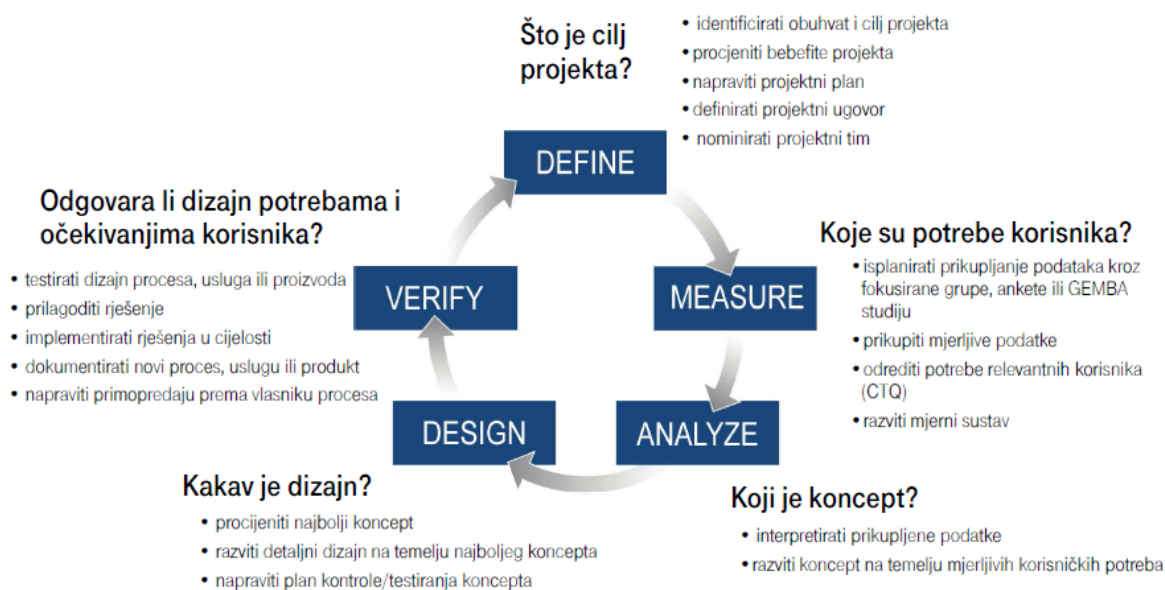 Što je cilj
projekta?
• identificirati obuhvat i cilj projekta
• procjeniti bebefite projekta
• napraviti projektni plan
• definirati projektni ugovor
• nominirati projektni tim
DEFINE
Koje su potrebe korisnika?
• isplanirati prikupljanje podataka kroz
fokusirane grupe, ankete ili GEMBA
studiju
• prikupiti mjerljive podatke
• odrediti potrebe relevantnih korisnika
(CTQ)
• razviti mjerni sustav
MEASURE
ANALYZE
Koji je koncept?
• interpretirati prikupljene podatke
• razviti koncept na temelju mjerljivih korisničkih potreba
DESIGN
Kakav je dizajn?
• procijeniti najbolji koncept
• razviti detaljni dizajn na temelju najboljeg koncepta
• napraviti plan kontrole/testiranja koncepta
VERIFY
Odgovara li dizajn potrebama i
očekivanjima korisnika?
• testirati dizajn procesa, usluga ili proizvoda
• prilagoditi rješenje
• implementirati rješenja u cijelosti
• dokumentirati novi proces, uslugu ili produkt
• napraviti primopredaju prema vlasniku procesa